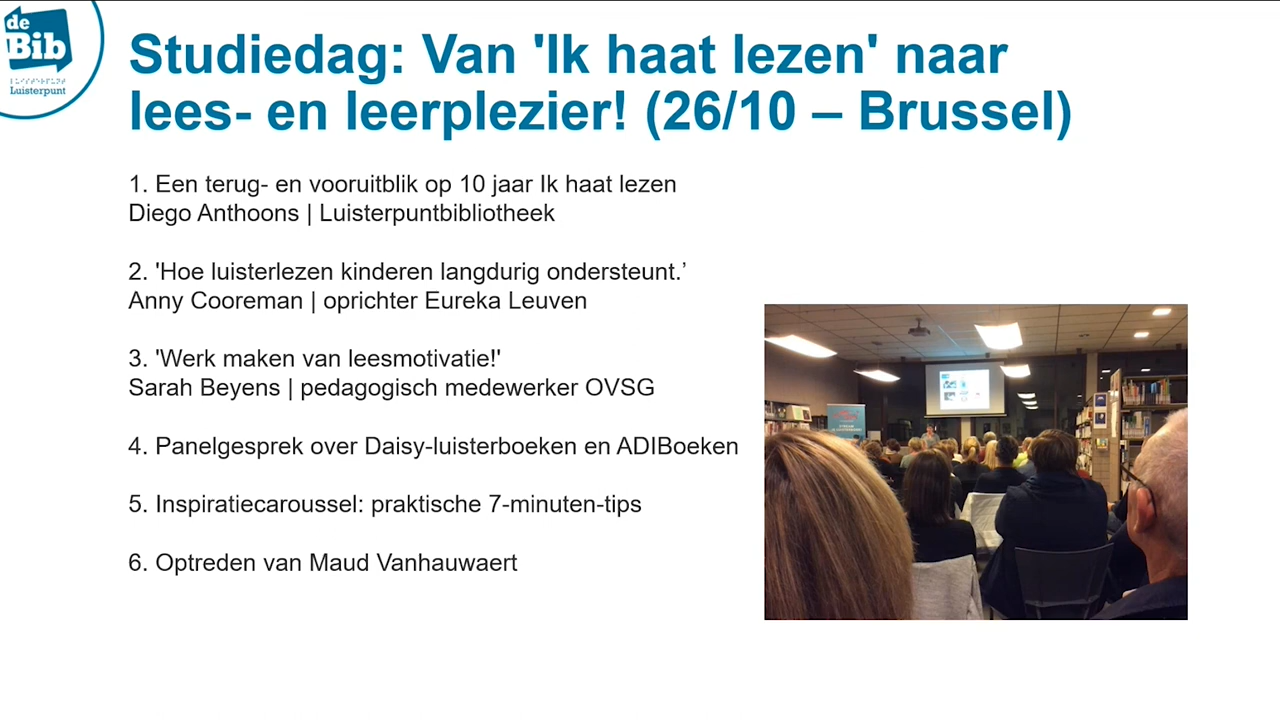 de
Bib
Luisterpunt
Studiedag: Van 'Ik haat lezen' naar
lees- en leerplezier! (26/10 – Brussel)
1. Een terug- en vooruitblik op 10 jaar Ik haat lezen
Diego Anthoons | Luisterpuntbibliotheek
2. 'Hoe luisterlezen kinderen langdurig ondersteunt.’
Anny Cooreman | oprichter Eureka Leuven
3. 'Werk maken van leesmotivatie!'
Sarah Beyens | pedagogisch medewerker OVSG
4. Panelgesprek over Daisy-luisterboeken en ADIBoeken
5. Inspiratiecaroussel: praktische 7-minuten-tips
6. Optreden van Maud Vanhauwaert